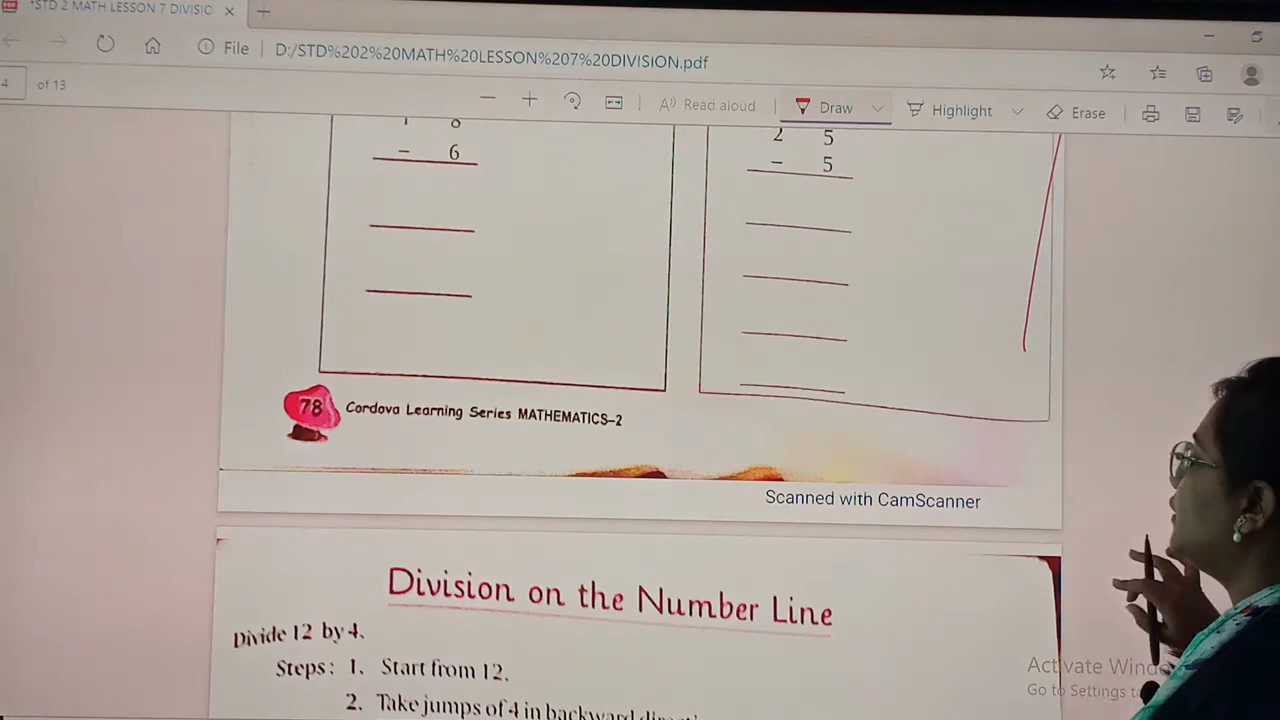 *STD 2 MATH LESSON 7 DIVISIO
File | D:/STD%202%20MATH%20LESSON%207%20DIVISION.pdf
4 of 13
Read aloud
Draw
Highlight
Erase
8
- 6
2 5
- 5
78 Cordova Learning Series MATHEMATICS–2
Scanned with CamScanner
Division on the Number Line
Divide 12 by 4.
Steps: 1. Start from 12.
2. Take jumps of 4 in backward
Activate Windo
Go to Settings t